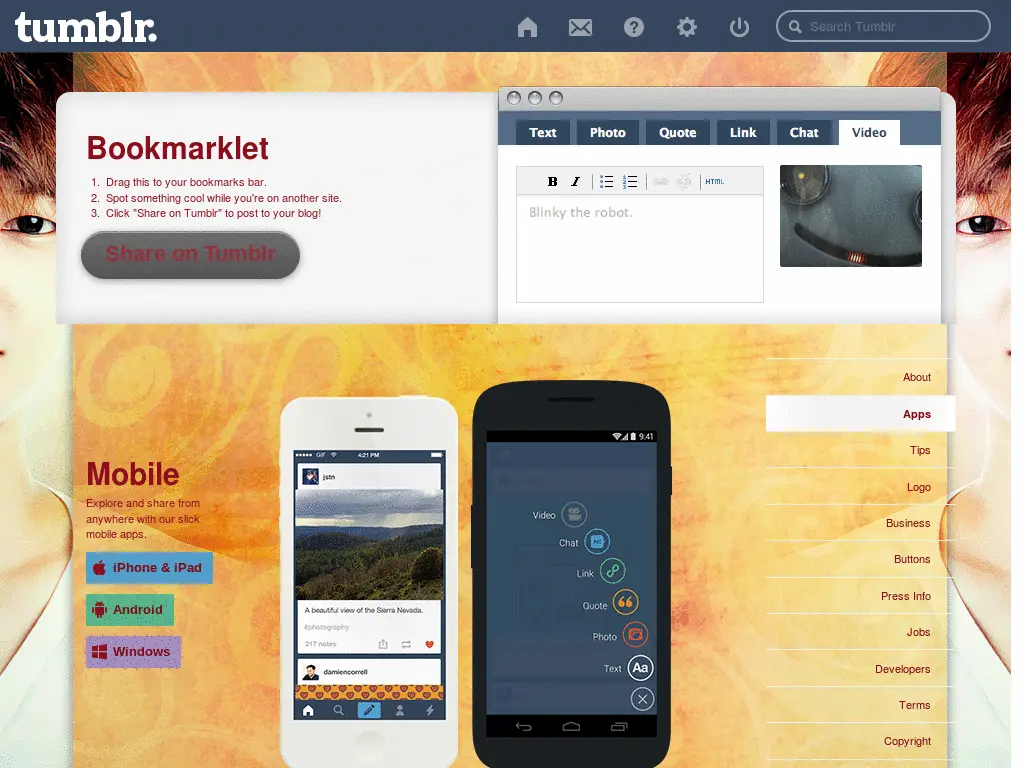 tumblr.
Search Tumblr
Bookmarklet
1. Drag this to your bookmarks bar.
2. Spot something cool while you're on another site.
3. Click "Share on Tumblr" to post to your blog!
Share on Tumblr
Text Photo Quote Link Chat Video
B I HTML
Blinky the robot.
Mobile
Explore and share from
anywhere with our slick
mobile apps.
iPhone & iPad
Android
Windows
GIF 4:21 PM
jstn
A beautiful view of the Sierra Nevada.
#photography
217 notes
damiencorrell
9:41
Video
Chat
Link
Quote
Photo
Text Aa
About
Apps
Tips
Logo
Business
Buttons
Press Info
Jobs
Developers
Terms
Copyright